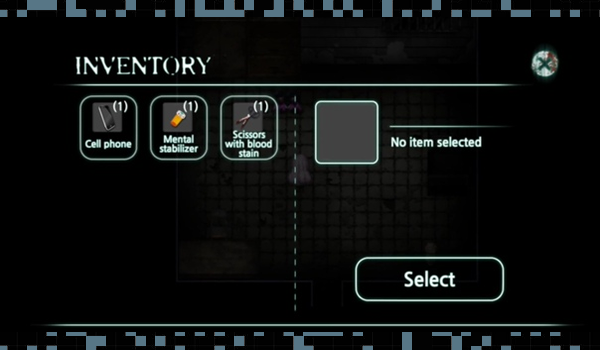 INVENTORY
(1)
Cell phone
(1)
Mental
stabilizer
(1)
Scissors
with blood
stain
No item selected
Select